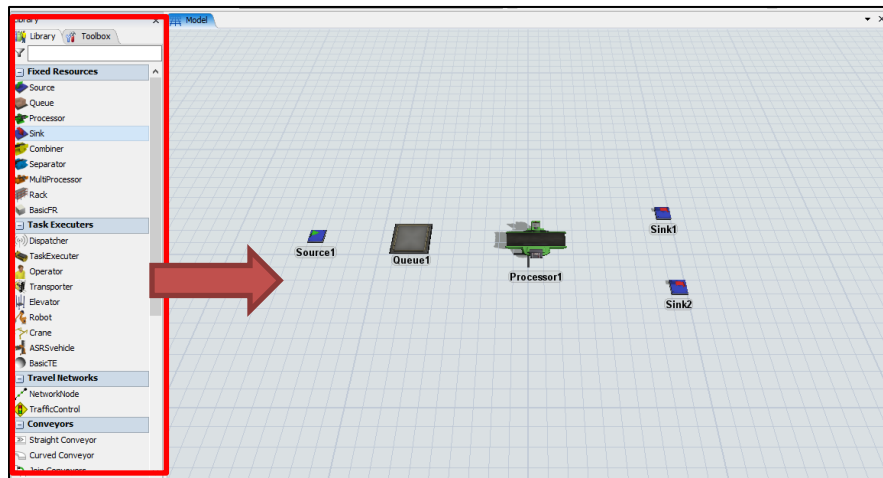 Library
Model
Library
Toolbox
Fixed Resources
Source
Queue
Processor
Sink
Combiner
Separator
MultiProcessor
Rack
BasicFR
Task Executers
Dispatcher
TaskExecuter
Operator
Transporter
Elevator
Robot
Crane
ASRSvehicle
BasicTE
Travel Networks
NetworkNode
TrafficControl
Conveyors
Straight Conveyor
Curved Conveyor
Join Conveyors
Source1
Queue1
Processor1
Sink1
Sink2